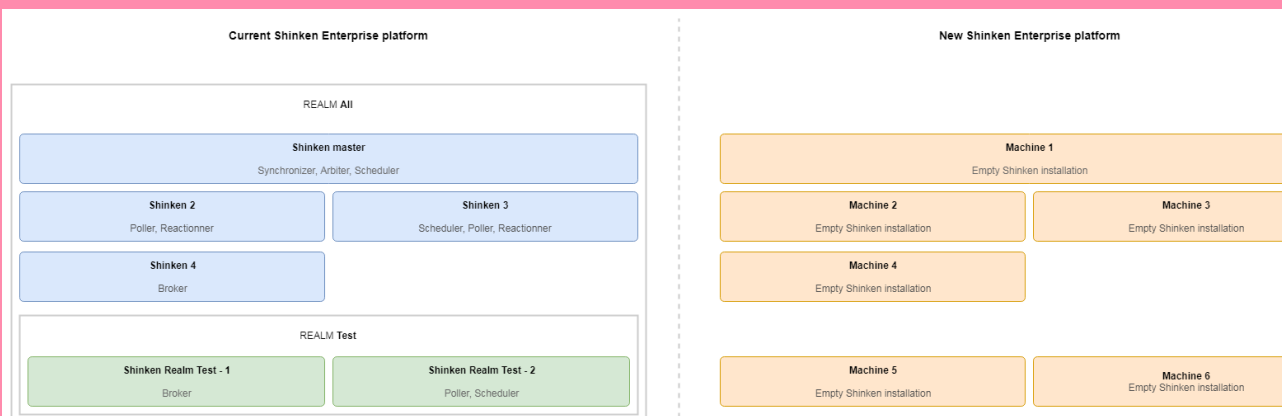 Current Shinken Enterprise platform
New Shinken Enterprise platform
REALM All
Shinken master
Synchronizer, Arbiter, Scheduler
Shinken 2
Poller, Reactionner
Shinken 3
Scheduler, Poller, Reactionner
Shinken 4
Broker
REALM Test
Shinken Realm Test - 1
Broker
Shinken Realm Test - 2
Poller, Scheduler
Machine 1
Empty Shinken installation
Machine 2
Empty Shinken installation
Machine 3
Empty Shinken installation
Machine 4
Empty Shinken installation
Machine 5
Empty Shinken installation
Machine 6
Empty Shinken installation